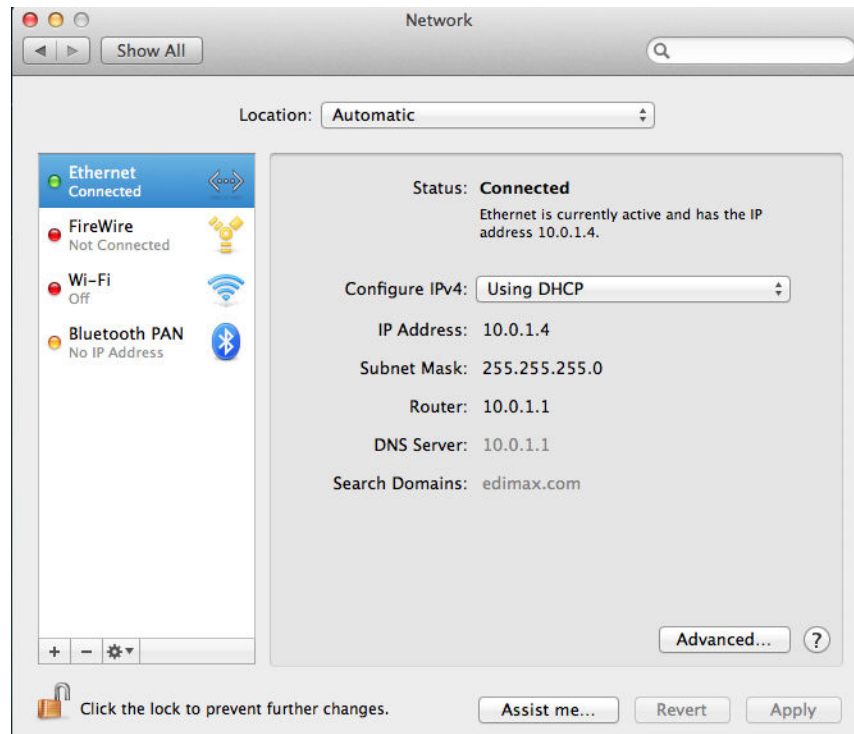 Network
Show All
Location: Automatic
Ethernet
Connected
FireWire
Not Connected
Wi-Fi
Off
Bluetooth PAN
No IP Address
Status: Connected
Ethernet is currently active and has the IP
address 10.0.1.4.
Configure IPv4: Using DHCP
IP Address: 10.0.1.4
Subnet Mask: 255.255.255.0
Router: 10.0.1.1
DNS Server: 10.0.1.1
Search Domains: edimax.com
Advanced... ?
+ −
Click the lock to prevent further changes.
Assist me... Revert Apply